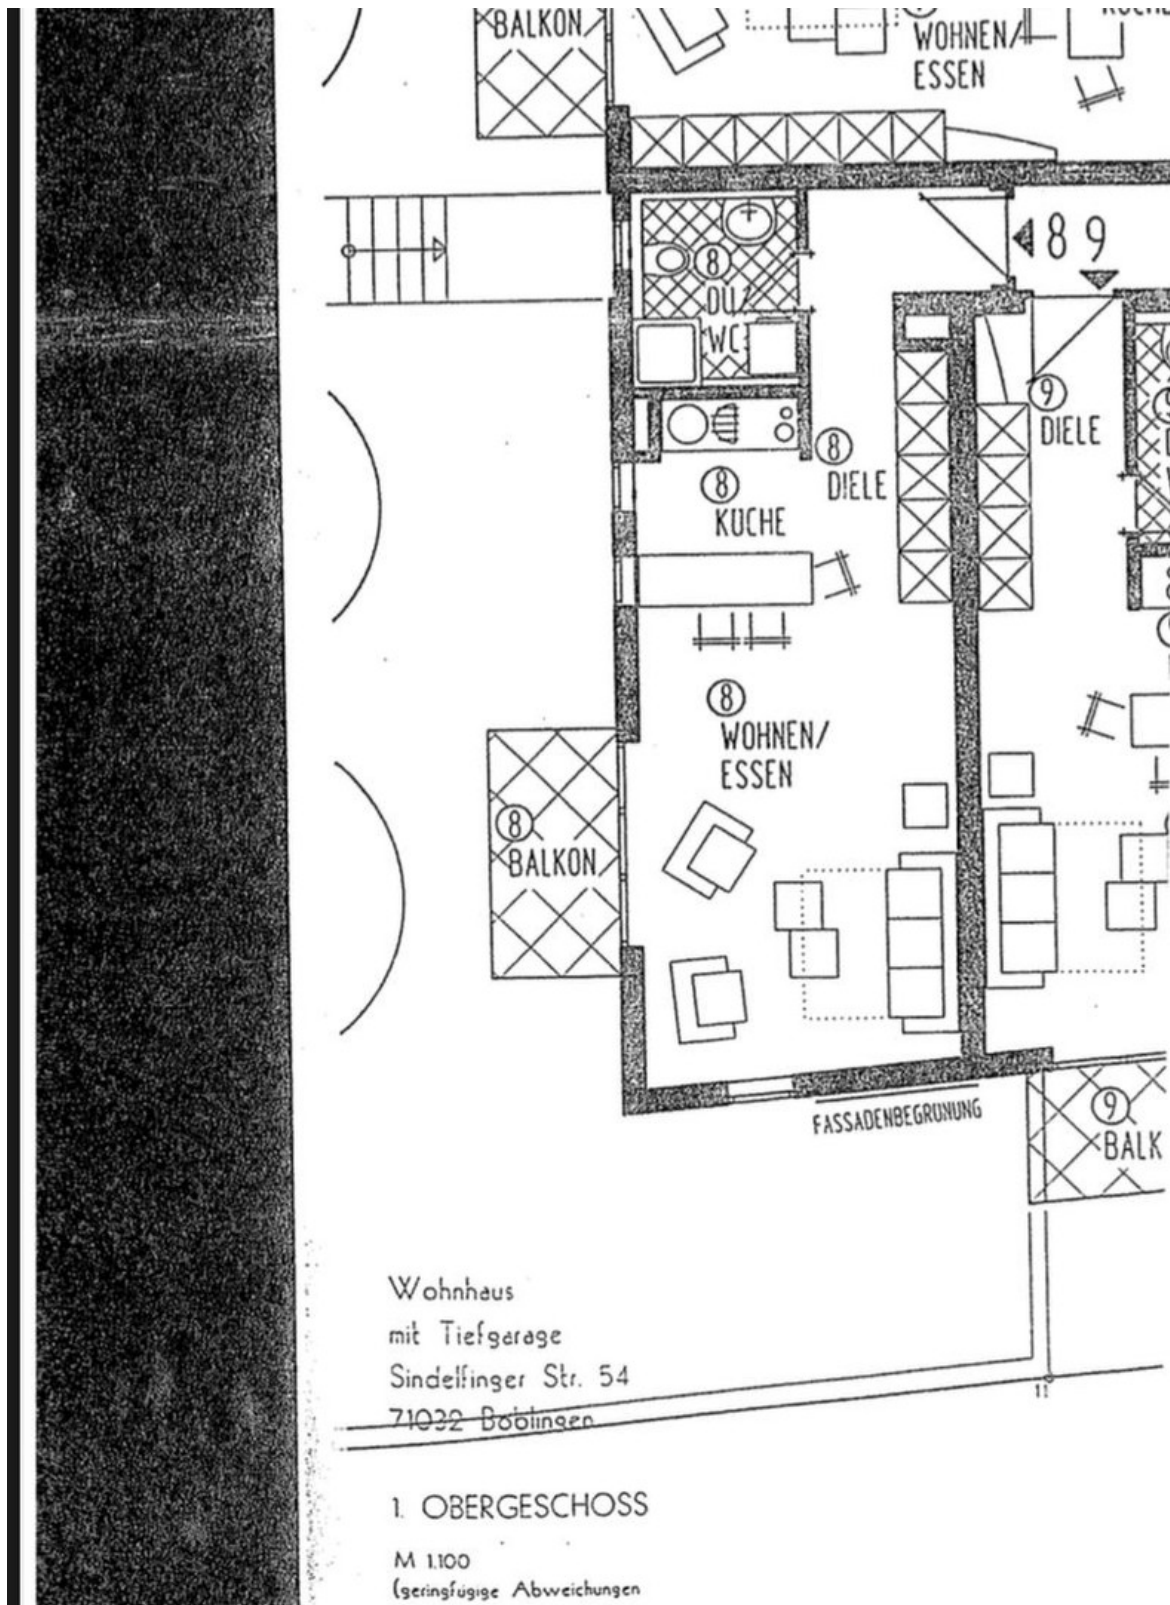 BALKON
WOHNEN/
ESSEN
8 9
8
DU/
WC
9
DIELE
8
DIELE
8
KÜCHE
8
WOHNEN/
ESSEN
8
BALKON
FASSADENBEGRÜNUNG
9
BALK
Wohnhaus
mit Tiefgarage
Sindelfinger Str. 54
71032 Böblingen
11
1. OBERGESCHOSS
M 1:100
(geringfügige Abweichungen